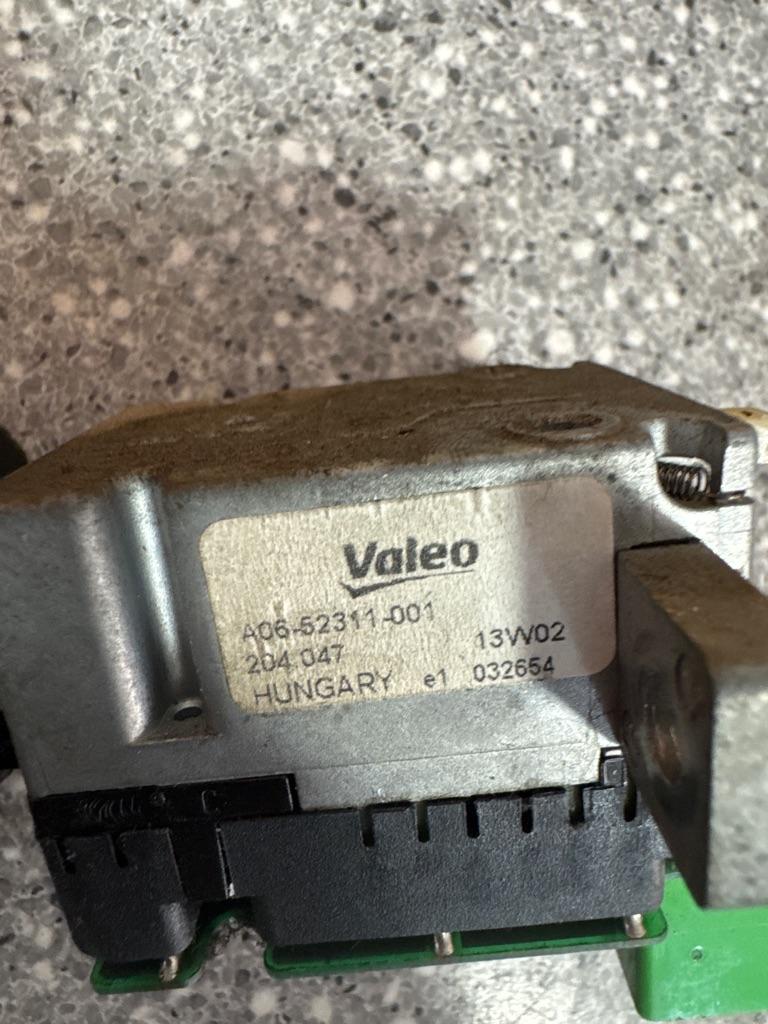 Valeo
A06-52311-001
204.047 13W02
HUNGARY e1 032654